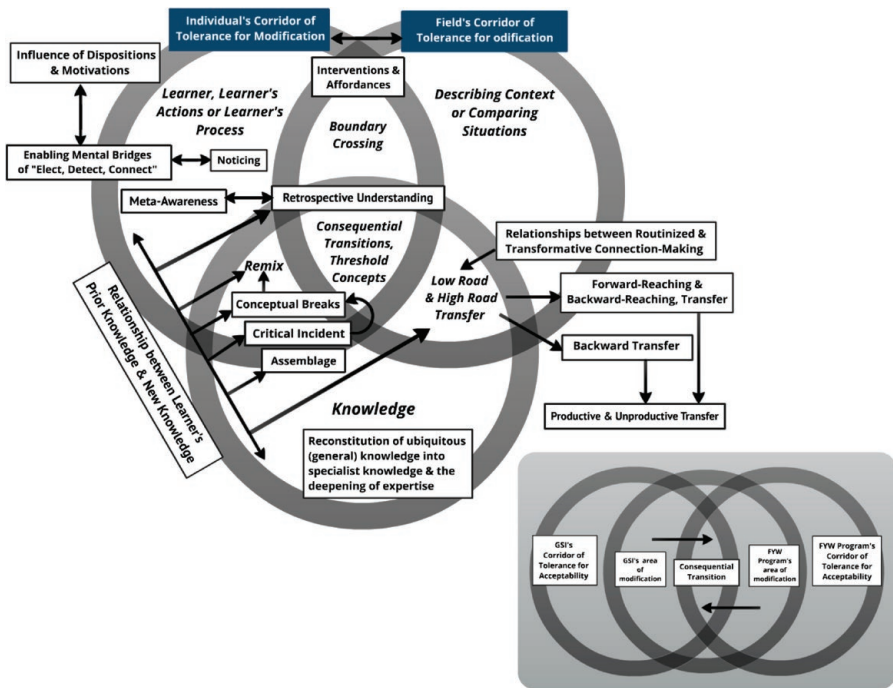 Individual's Corridor of
Tolerance for Modification
Field's Corridor of
Tolerance for odification
Influence of Dispositions
& Motivations
Interventions &
Affordances
Learner, Learner's
Actions or Learner's
Process
Describing Context
or Comparing
Situations
Boundary
Crossing
Enabling Mental Bridges
of "Elect, Detect, Connect"
Noticing
Meta-Awareness
Retrospective Understanding
Consequential
Transitions,
Threshold
Concepts
Relationships between Routinized &
Transformative Connection-Making
Remix
Low Road
& High Road
Transfer
Forward-Reaching &
Backward-Reaching, Transfer
Conceptual Breaks
Critical Incident
Assemblage
Backward Transfer
Relationship between Learner's
Prior Knowledge & New Knowledge
Knowledge
Productive & Unproductive Transfer
Reconstitution of ubiquitous
(general) knowledge into
specialist knowledge & the
deepening of expertise
GSI's
Corridor of
Tolerance for
Acceptability
GSI's area
of
modification
Consequential
Transition
FYW
Program's
area of
modification
FYW Program's
Corridor of
Tolerance for
Acceptability